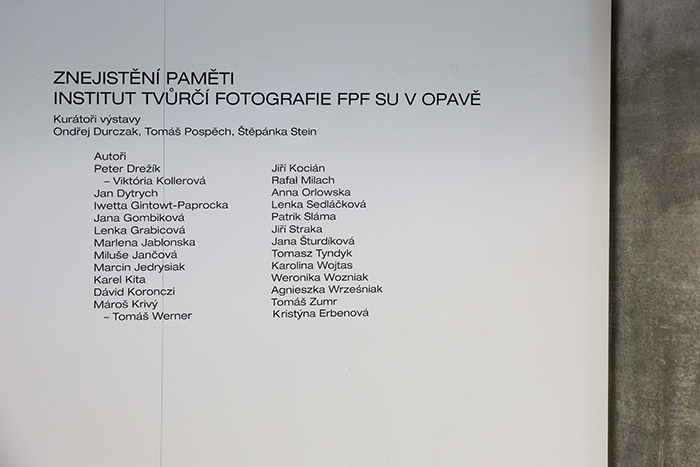 ZNEJISTĚNÍ PAMĚTI
INSTITUT TVŮRČÍ FOTOGRAFIE FPF SU V OPAVĚ
Kurátoři výstavy
Ondřej Durczak, Tomáš Pospěch, Štěpánka Stein
Autoři
Peter Drežík
– Viktória Kollerová
Jan Dytrych
Iwetta Gintowt-Paprocka
Jana Gombiková
Lenka Grabicová
Marlena Jablonska
Miluše Jančová
Marcin Jedrysiak
Karel Kita
Dávid Koronczi
Mároš Krivý
– Tomáš Werner
Jiří Kocián
Rafał Milach
Anna Orlowska
Lenka Sedláčková
Patrik Sláma
Jiří Straka
Jana Šturdíková
Tomasz Tyndyk
Karolina Wojtas
Weronika Wozniak
Agnieszka Wrześniak
Tomáš Zumr
Kristýna Erbenová